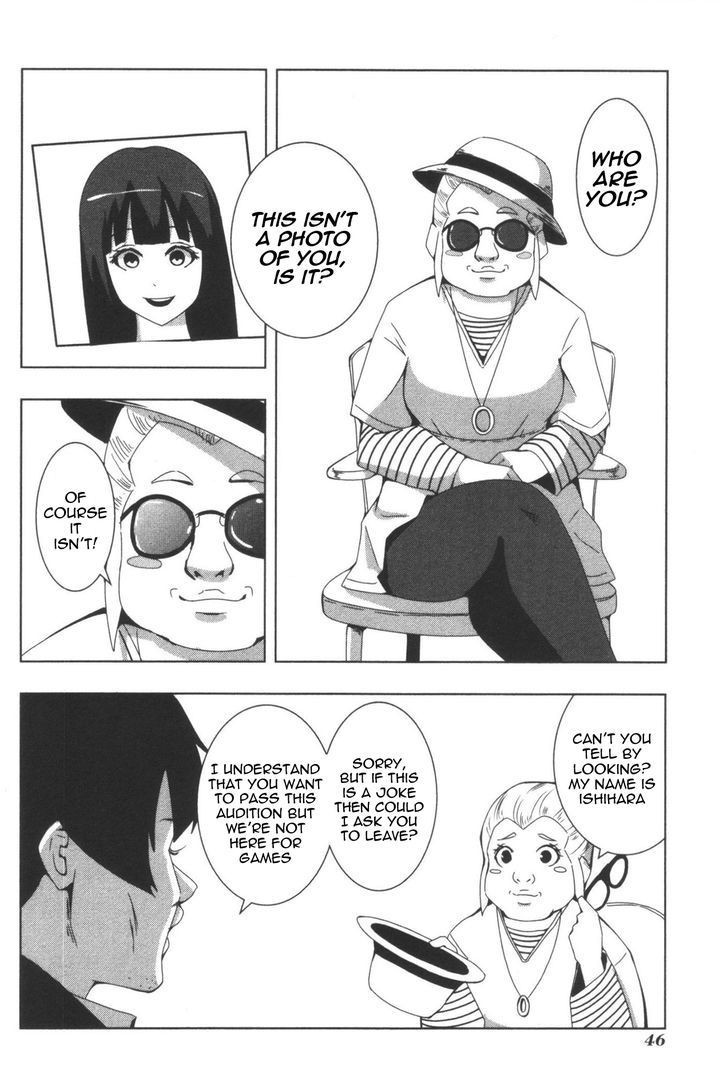 WHO
ARE
YOU?
THIS ISN'T
A PHOTO
OF YOU,
IS IT?
OF
COURSE
IT
ISN'T!
CAN'T YOU
TELL BY
LOOKING?
MY NAME IS
ISHIHARA
SORRY,
BUT IF THIS
IS A JOKE
THEN COULD
I ASK YOU
TO LEAVE?
I UNDERSTAND
THAT YOU WANT
TO PASS THIS
AUDITION BUT
WE'RE NOT
HERE FOR
GAMES
46